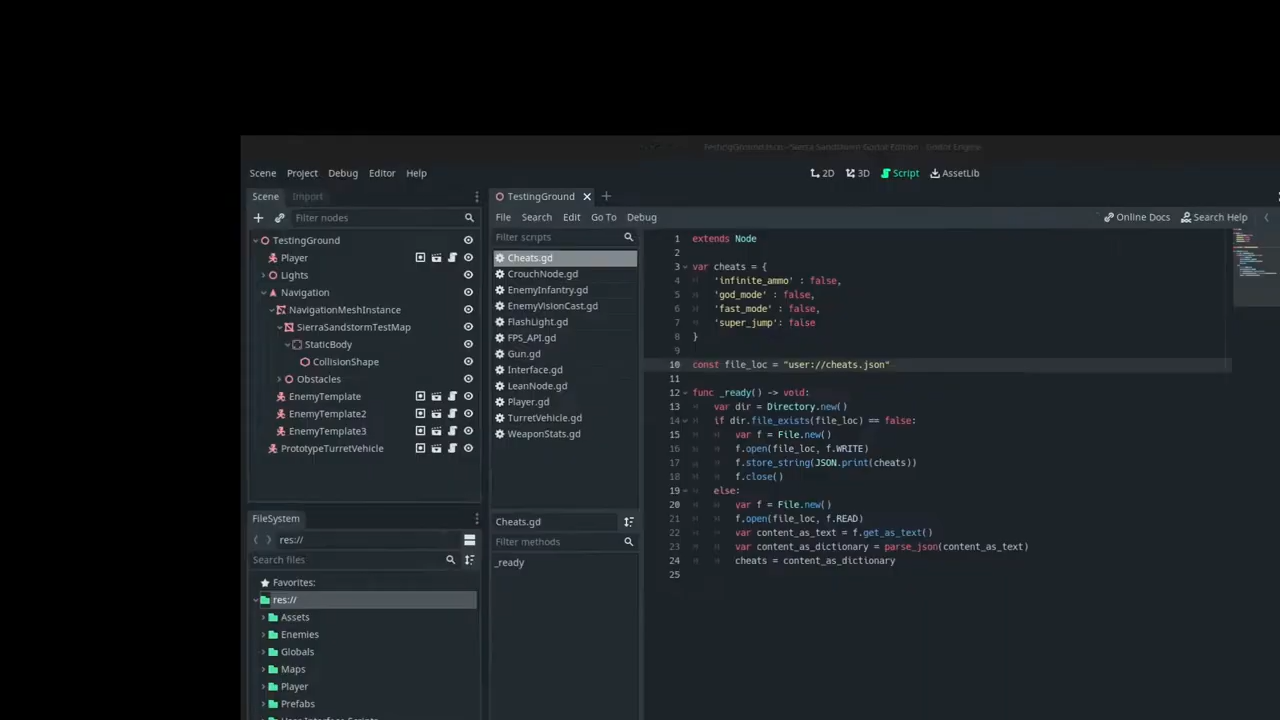 TestingGround.tscn - Sierra Sandstorm Godot Edition - Godot Engine
Scene Project Debug Editor Help
2D 3D Script AssetLib
Scene Import
Filter nodes
TestingGround
Player
Lights
Navigation
NavigationMeshInstance
SierraSandstormTestMap
StaticBody
CollisionShape
Obstacles
EnemyTemplate
EnemyTemplate2
EnemyTemplate3
PrototypeTurretVehicle
FileSystem
res://
Search files
Favorites:
res://
Assets
Enemies
Globals
Maps
Player
Prefabs
TestingGround
File Search Edit Go To Debug
Online Docs Search Help
Filter scripts
Cheats.gd
CrouchNode.gd
EnemyInfantry.gd
EnemyVisionCast.gd
FlashLight.gd
FPS_API.gd
Gun.gd
Interface.gd
LeanNode.gd
Player.gd
TurretVehicle.gd
WeaponStats.gd
Cheats.gd
Filter methods
_ready
1 extends Node
2
3 var cheats = {
4 'infinite_ammo' : false,
5 'god_mode' : false,
6 'fast_mode' : false,
7 'super_jump': false
8 }
9
10 const file_loc = "user://cheats.json"
11
12 func _ready() -> void:
13 var dir = Directory.new()
14 if dir.file_exists(file_loc) == false:
15 var f = File.new()
16 f.open(file_loc, f.WRITE)
17 f.store_string(JSON.print(cheats))
18 f.close()
19 else:
20 var f = File.new()
21 f.open(file_loc, f.READ)
22 var content_as_text = f.get_as_text()
23 var content_as_dictionary = parse_json(content_as_text)
24 cheats = content_as_dictionary
25